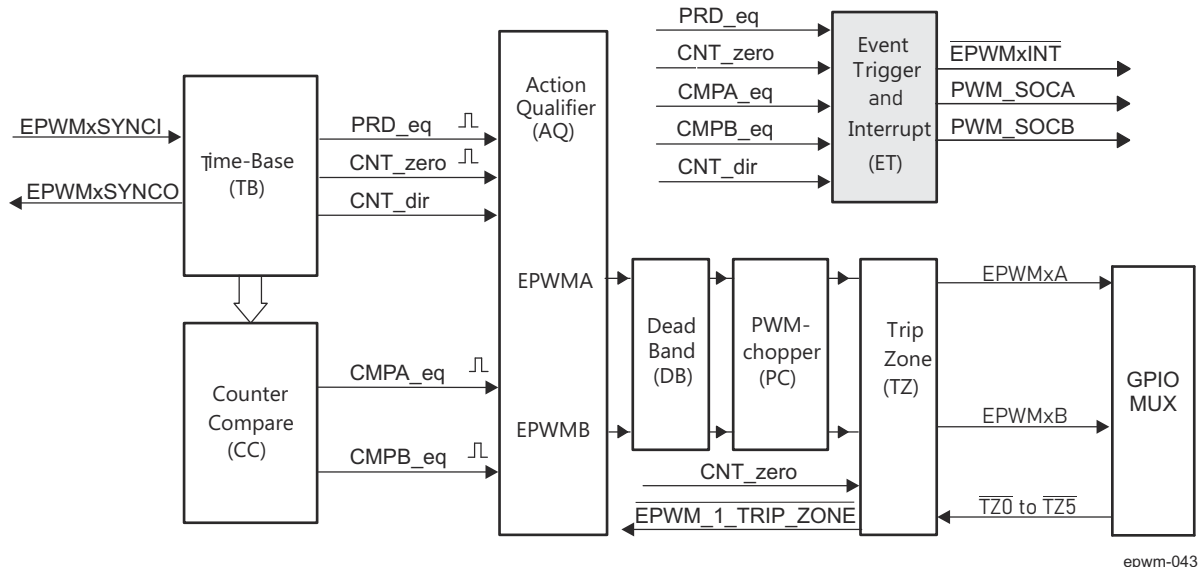 PRD_eq
CNT_zero
CMPA_eq
CMPB_eq
CNT_dir
Event
Trigger
and
Interrupt
(ET)
EPWMxINT
PWM_SOCA
PWM_SOCB
EPWMxSYNCI
EPWMxSYNCO
Time-Base
(TB)
PRD_eq
CNT_zero
CNT_dir
Action
Qualifier
(AQ)
EPWMA
EPWMB
Counter
Compare
(CC)
CMPA_eq
CMPB_eq
Dead
Band
(DB)
PWM-
chopper
(PC)
Trip
Zone
(TZ)
CNT_zero
EPWM_1_TRIP_ZONE
EPWMxA
EPWMxB
TZ0 to TZ5
GPIO
MUX
epwm-043